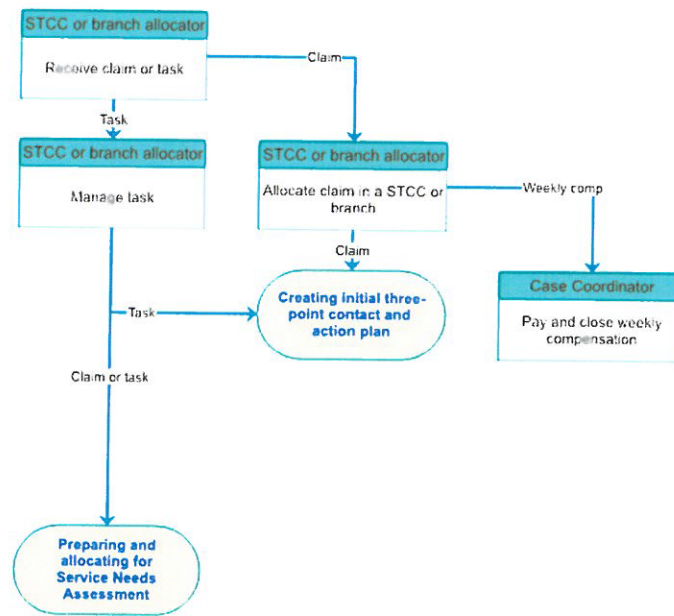 STCC or branch allocator
Receive claim or task
Claim
Task
STCC or branch allocator
Manage task
STCC or branch allocator
Allocate claim in a STCC or
branch
Weekly comp
Claim
Case Coordinator
Pay and close weekly
compensation
Creating initial three-
point contact and
action plan
Task
Claim or task
Preparing and
allocating for
Service Needs
Assessment